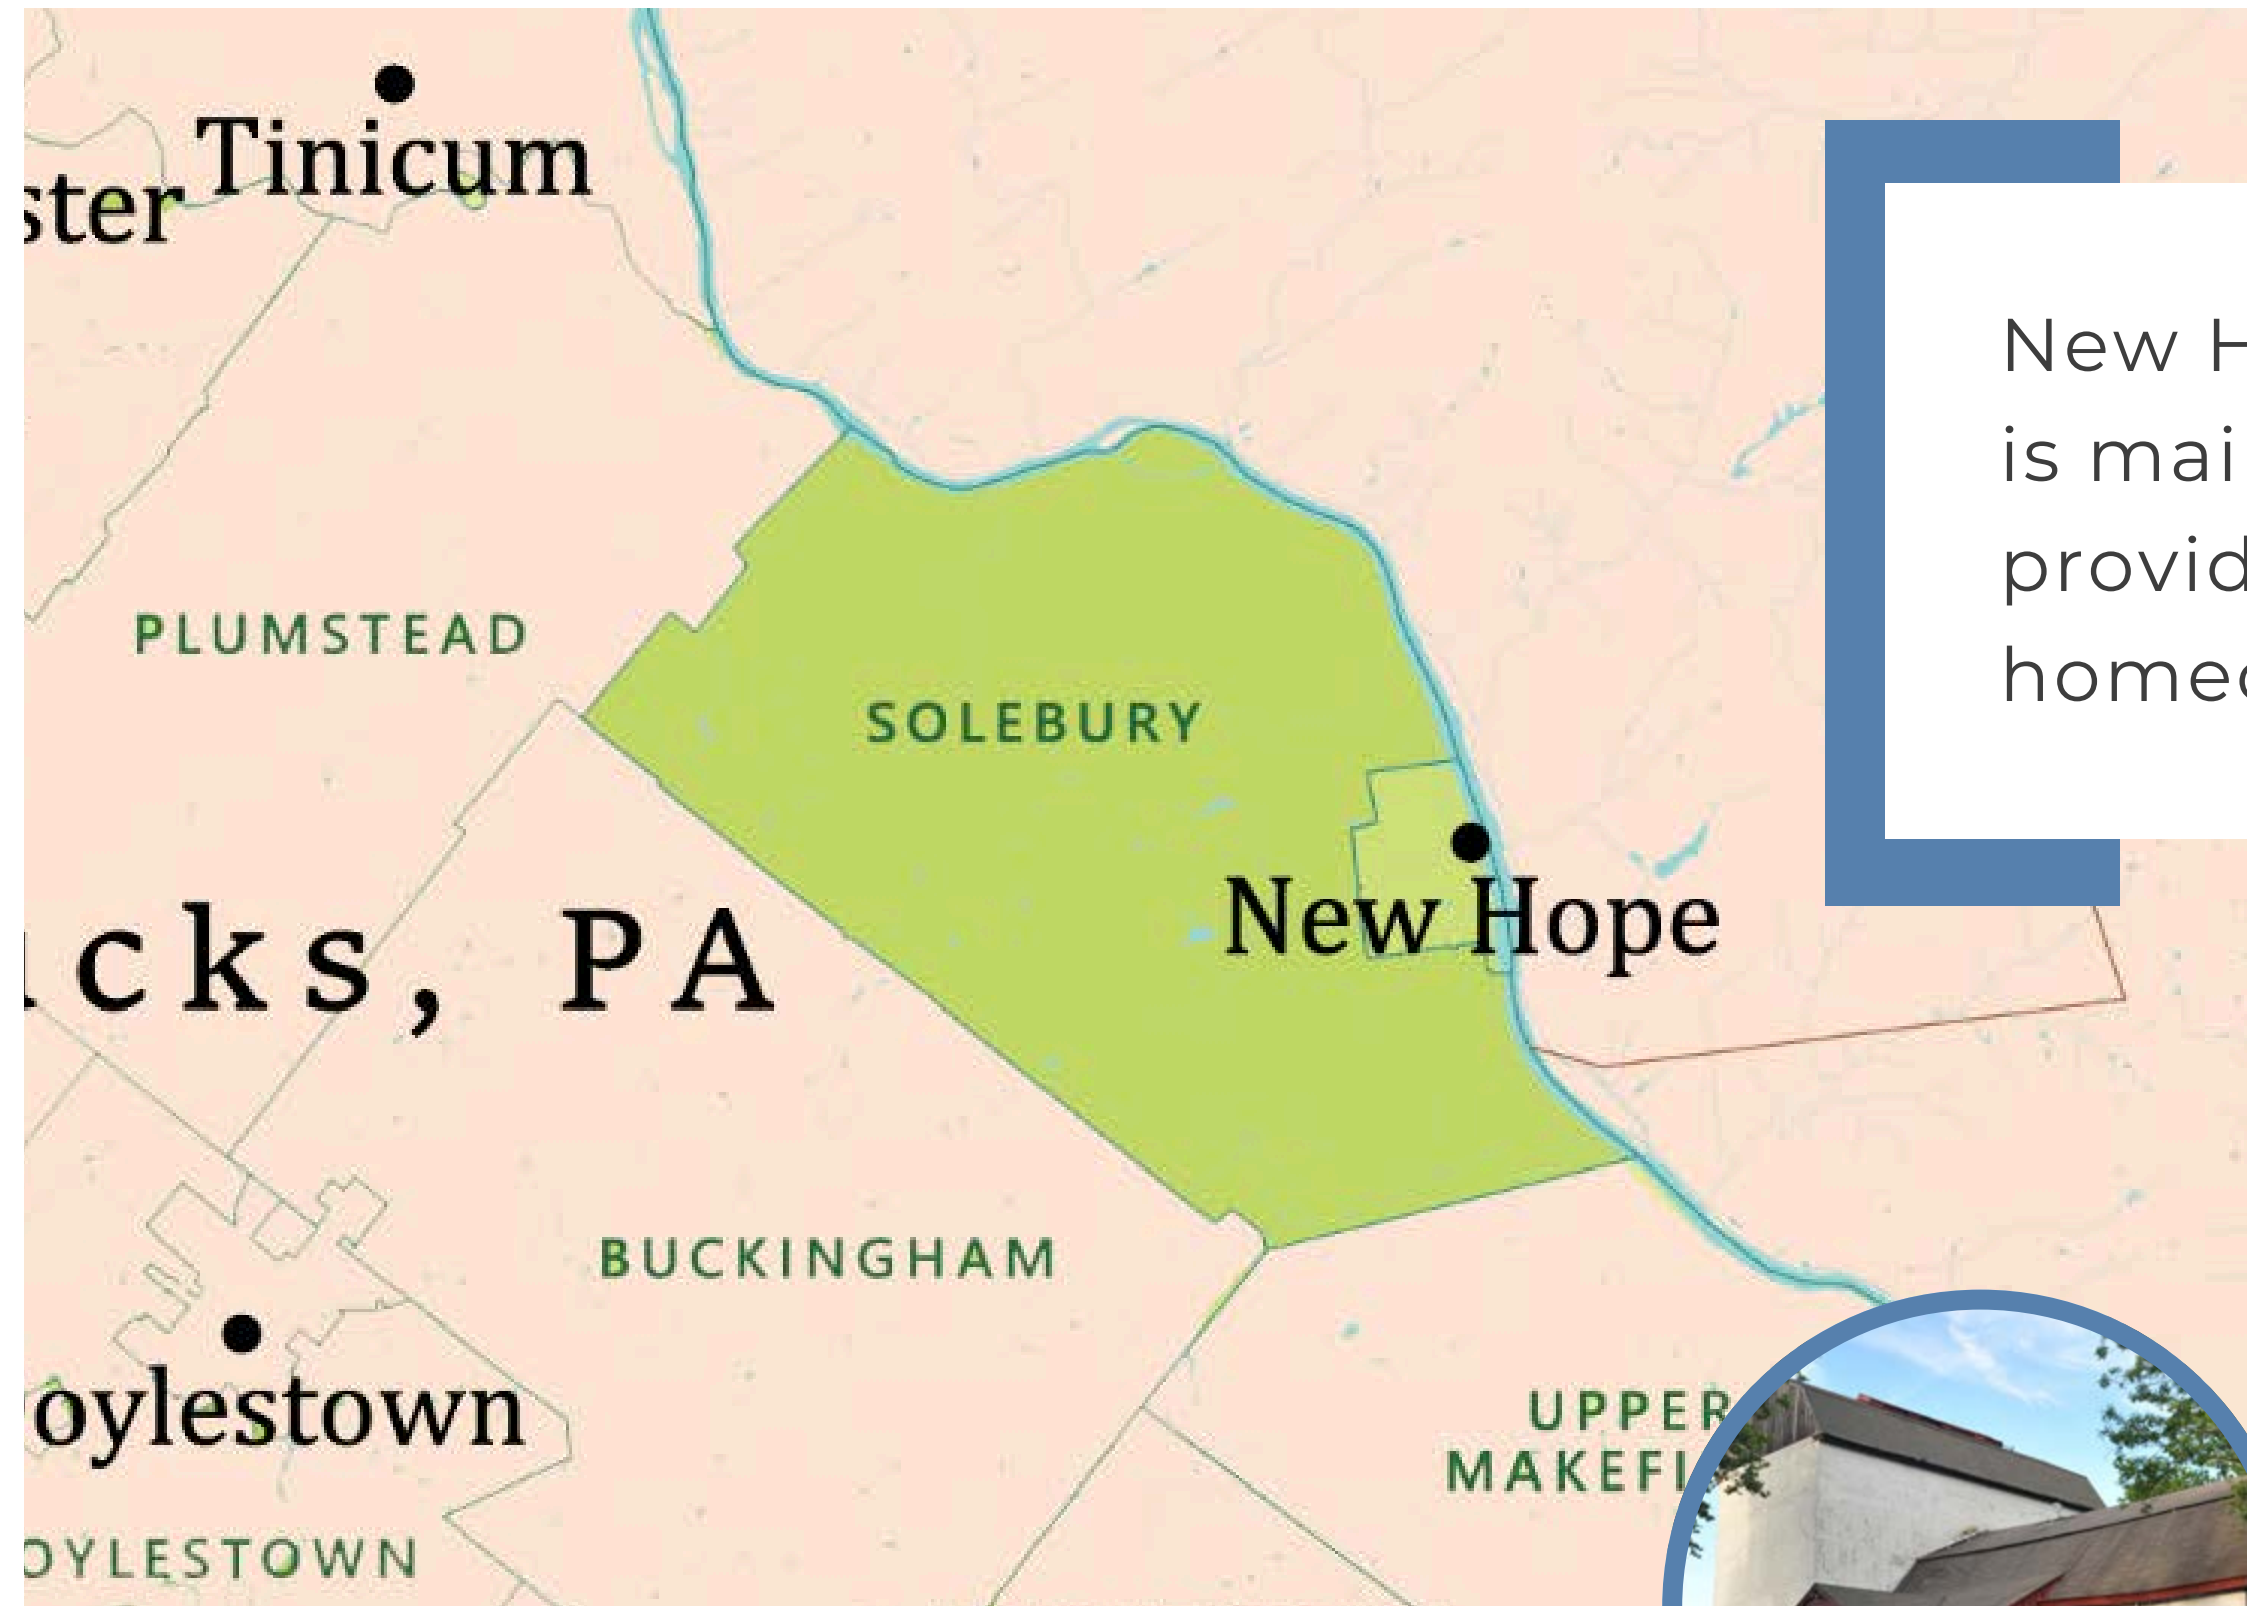 Tinicum
ster
New H
is mai
provid
homeo
PLUMSTEAD
SOLEBURY
New Hope
cks, PA
BUCKINGHAM
oylestown
UPPER
MAKEFI
OYLESTOWN